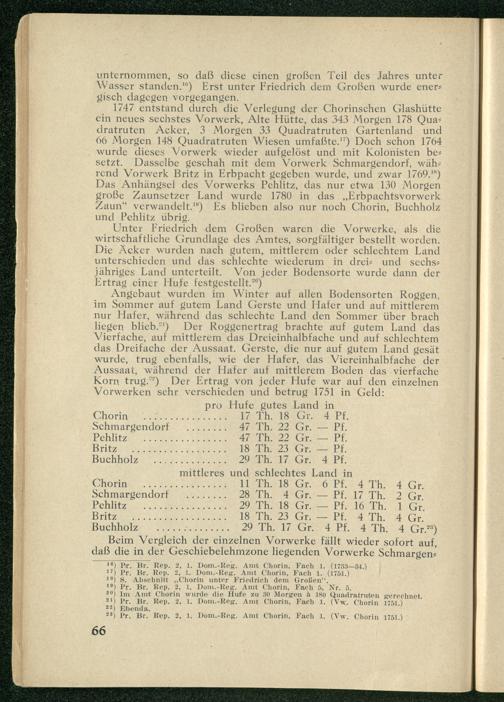 unternommen, so daß diese einen großen Teil des Jahres unter
Wasser standen.¹⁶) Erst unter Friedrich dem Großen wurde ener-
gisch dagegen vorgegangen.
1747 entstand durch die Verlegung der Chorinschen Glashütte
ein neues sechstes Vorwerk, Alte Hütte, das 343 Morgen 178 Qua-
dratruten Acker, 3 Morgen 33 Quadratruten Gartenland und
66 Morgen 148 Quadratruten Wiesen umfaßte.¹⁷) Doch schon 1764
wurde dieses Vorwerk wieder aufgelöst und mit Kolonisten be-
setzt. Dasselbe geschah mit dem Vorwerk Schmargendorf, wäh-
rend Vorwerk Britz in Erbpacht gegeben wurde, und zwar 1769.¹⁸)
Das Anhängsel des Vorwerks Pehlitz, das nur etwa 130 Morgen
große Zaunsetzer Land wurde 1780 in das „Erbpachtsvorwerk
Zaun“ verwandelt.¹⁹) Es blieben also nur noch Chorin, Buchholz
und Pehlitz übrig.
Unter Friedrich dem Großen waren die Vorwerke, als die
wirtschaftliche Grundlage des Amtes, sorgfältiger bestellt worden.
Die Äcker wurden nach gutem, mittlerem oder schlechtem Land
unterschieden und das schlechte wiederum in drei- und sechs-
jähriges Land unterteilt. Von jeder Bodensorte wurde dann der
Ertrag einer Hufe festgestellt.²⁰)
Angebaut wurden im Winter auf allen Bodensorten Roggen,
im Sommer auf gutem Land Gerste und Hafer und auf mittlerem
nur Hafer, während das schlechte Land den Sommer über brach
liegen blieb.²¹) Der Roggenertrag brachte auf gutem Land das
Vierfache, auf mittlerem das Dreieinhalbfache und auf schlechtem
das Dreifache der Aussaat. Gerste, die nur auf gutem Land gesät
wurde, trug ebenfalls, wie der Hafer, das Viereinhalbfache der
Aussaat, während der Hafer auf mittlerem Boden das vierfache
Korn trug.²²) Der Ertrag von jeder Hufe war auf den einzelnen
Vorwerken sehr verschieden und betrug 1751 in Geld:
pro Hufe gutes Land in
Chorin ............... 17 Th. 18 Gr. 4 Pf.
Schmargendorf ........ 47 Th. 22 Gr. — Pf.
Pehlitz .............. 47 Th. 22 Gr. — Pf.
Britz ................ 18 Th. 23 Gr. — Pf.
Buchholz ............. 29 Th. 17 Gr. 4 Pf.
mittleres und schlechtes Land in
Chorin ............... 11 Th. 18 Gr. 6 Pf. 4 Th. 4 Gr.
Schmargendorf ........ 28 Th. 4 Gr. — Pf. 17 Th. 2 Gr.
Pehlitz .............. 29 Th. 18 Gr. — Pf. 16 Th. 1 Gr.
Britz ................ 18 Th. 23 Gr. — Pf. 4 Th. 4 Gr.
Buchholz ............. 29 Th. 17 Gr. 4 Pf. 4 Th. 4 Gr.²³)
Beim Vergleich der einzelnen Vorwerke fällt wieder sofort auf,
daß die in der Geschiebelehmzone liegenden Vorwerke Schmargen-
¹⁶) Pr. Br. Rep. 2, 1. Dom.-Reg. Amt Chorin, Fach 1. (1733—34.)
¹⁷) Pr. Br. Rep. 2, 1. Dom.-Reg. Amt Chorin, Fach 1. (1751.)
¹⁸) S. Abschnitt „Chorin unter Friedrich dem Großen“.
¹⁹) Pr. Br. Rep. 2, 1. Dom.-Reg. Amt Chorin, Fach 5, Nr. 5.
²⁰) Im Amt Chorin wurde die Hufe zu 30 Morgen à 180 Quadratruten gerechnet.
²¹) Pr. Br. Rep. 2, 1. Dom.-Reg. Amt Chorin, Fach 1. (Vw. Chorin 1751.)
²²) Ebenda.
²³) Pr. Br. Rep. 2, 1. Dom.-Reg. Amt Chorin, Fach 1. (Vw. Chorin 1751.)
66